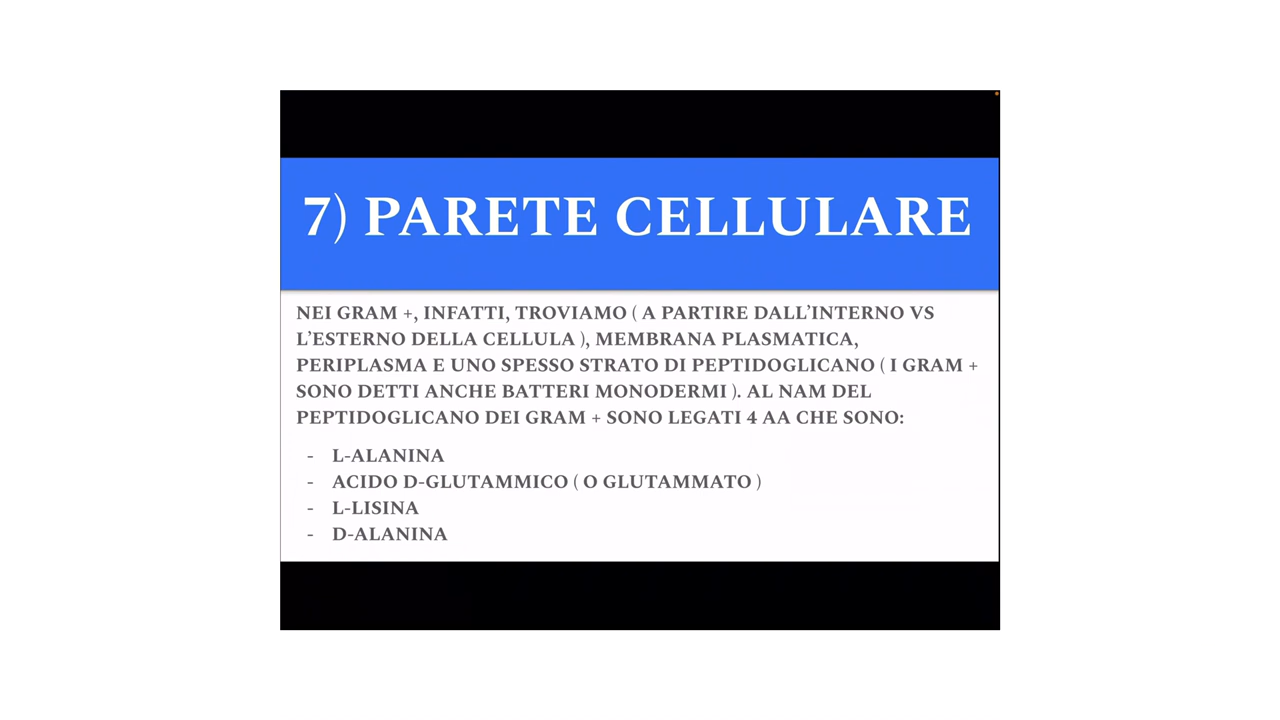 7) PARETE CELLULARE
NEI GRAM +, INFATTI, TROVIAMO ( A PARTIRE DALL’INTERNO VS
L’ESTERNO DELLA CELLULA ), MEMBRANA PLASMATICA,
PERIPLASMA E UNO SPESSO STRATO DI PEPTIDOGLICANO ( I GRAM +
SONO DETTI ANCHE BATTERI MONODERMI ). AL NAM DEL
PEPTIDOGLICANO DEI GRAM + SONO LEGATI 4 AA CHE SONO:
- L-ALANINA
- ACIDO D-GLUTAMMICO ( O GLUTAMMATO )
- L-LISINA
- D-ALANINA